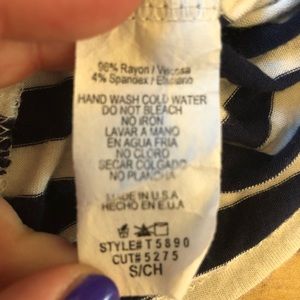 96% Rayon / Viscosa
4% Spandex / Elastano
HAND WASH COLD WATER
DO NOT BLEACH
NO IRON
LAVAR A MANO
EN AGUA FRIA
NO CLORO
SECAR COLGADO
NO PLANCHA
MADE IN U.S.A
HECHO EN E.U.A
STYLE# T 5890
CUT# 5275
S/CH